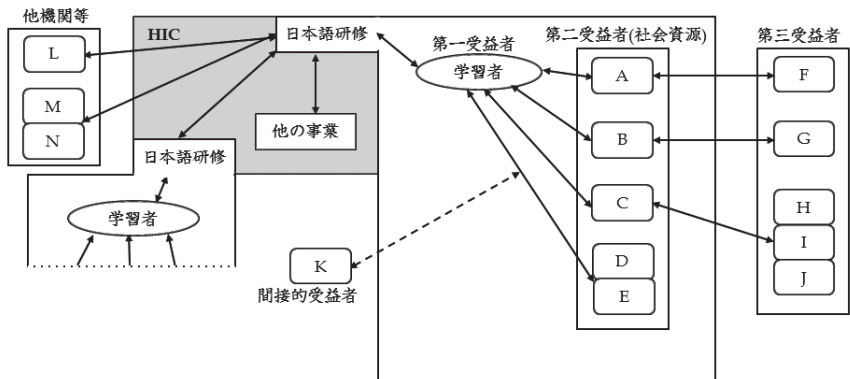 他機関等
L
M
N
HIC
日本語研修
他の事業
日本語研修
学習者
K
間接的受益者
第一受益者
学習者
第二受益者(社会資源)
A
B
C
D
E
第三受益者
F
G
H
I
J